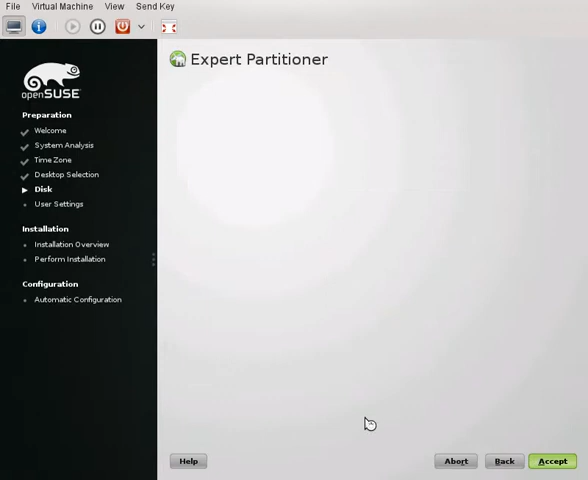 File Virtual Machine View Send Key
openSUSE
Expert Partitioner
Preparation
Welcome
System Analysis
Time Zone
Desktop Selection
Disk
User Settings
Installation
Installation Overview
Perform Installation
Configuration
Automatic Configuration
Help Abort Back Accept